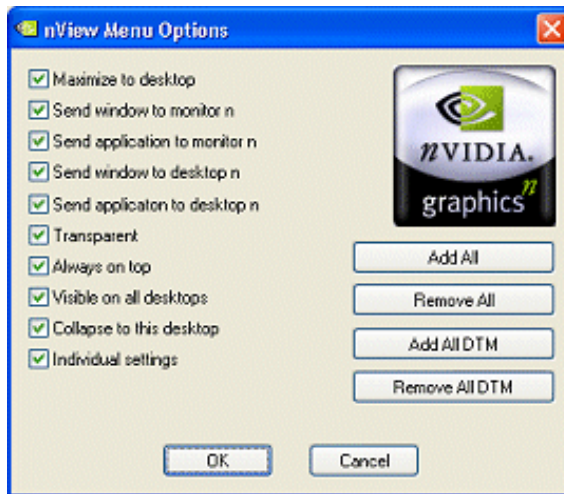 nView Menu Options
Maximize to desktop
Send window to monitor n
Send application to monitor n
Send window to desktop n
Send applicaton to desktop n
Transparent
Always on top
Visible on all desktops
Collapse to this desktop
Individual settings
nVIDIA.
graphics n
Add All
Remove All
Add All DTM
Remove All DTM
OK
Cancel